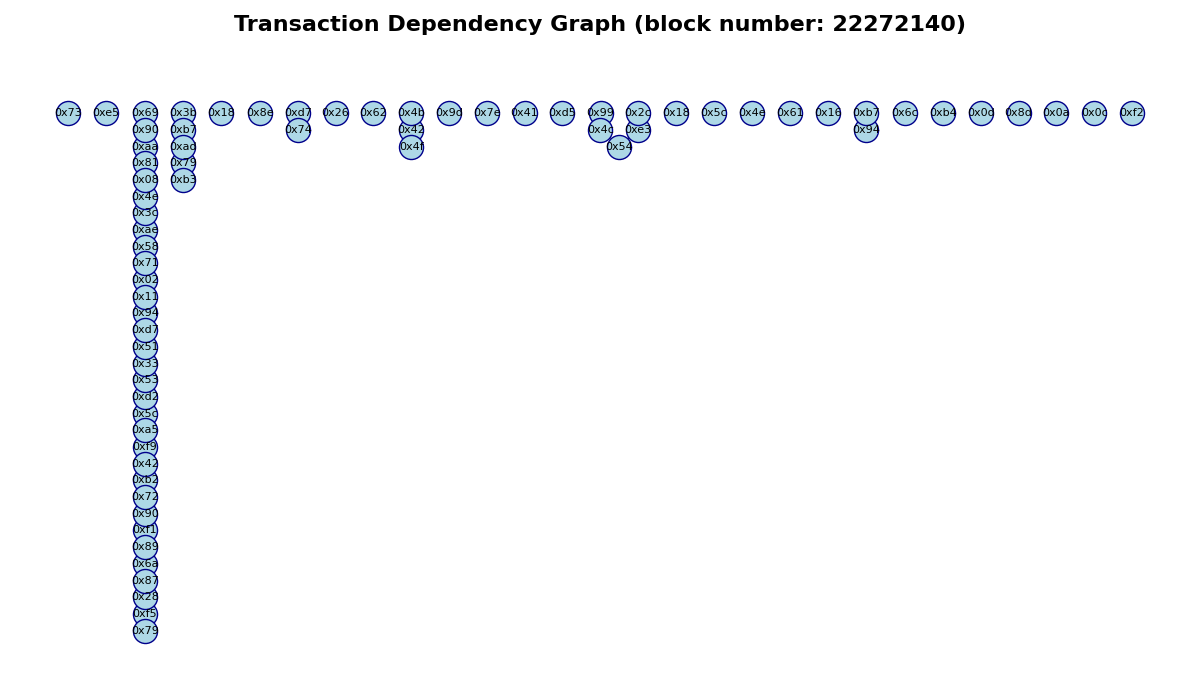 Transaction Dependency Graph (block number: 22272140)
0x73 0xe5 0x69 0x3b 0x18 0x8e 0xd7 0x26 0x62 0x4b 0x9d 0x7e 0x41 0xd5 0x99 0x2c 0x18 0x5c 0x4e 0x61 0x16 0xb7 0x6c 0xb4 0x0d 0x8d 0x0a 0x0c 0xf2
0x90 0xb7 0x74 0x42 0x4c 0xe3 0x94
0xaa 0xad 0x4f 0x54
0x81 0x79
0x08 0xb3
0x4e
0x3c
0xae
0x58
0x71
0x02
0x11
0x94
0xd7
0x51
0x33
0x53
0xd2
0x5c
0xa5
0xf9
0x42
0xb2
0x72
0x90
0xf1
0x89
0x6a
0x87
0x28
0xf5
0x79